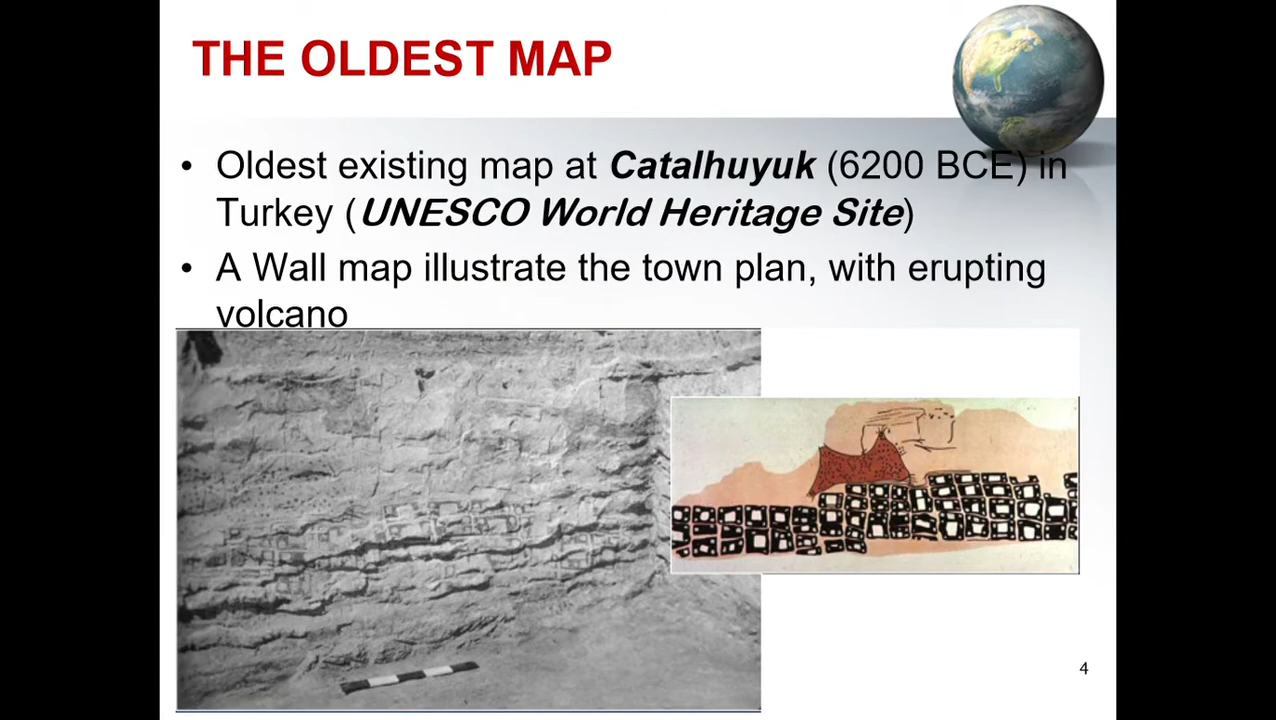 THE OLDEST MAP
• Oldest existing map at Catalhuyuk (6200 BCE) in
Turkey (UNESCO World Heritage Site)
• A Wall map illustrate the town plan, with erupting
volcano
4